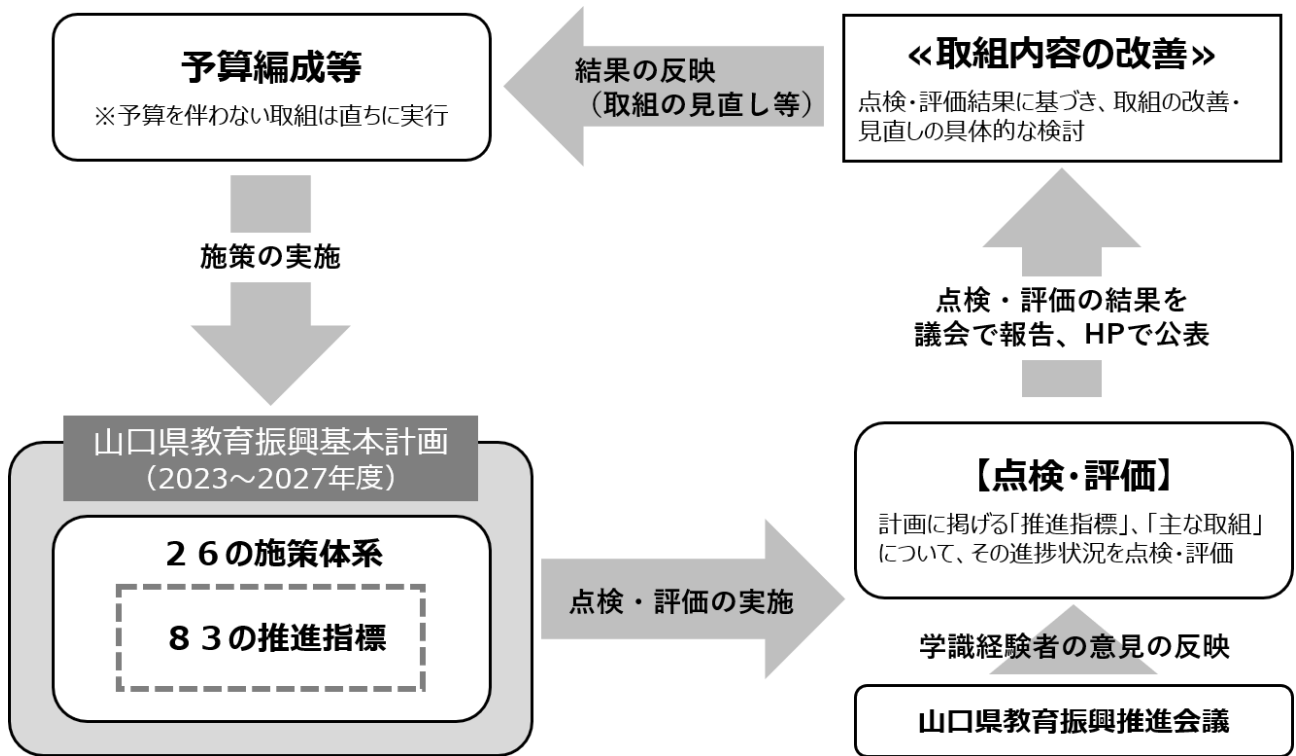 予算編成等
※予算を伴わない取組は直ちに実行
結果の反映
（取組の見直し等）
≪取組内容の改善≫
点検・評価結果に基づき、取組の改善・
見直しの具体的な検討
施策の実施
点検・評価の結果を
議会で報告、HPで公表
山口県教育振興基本計画
（2023～2027年度）
２６の施策体系
８３の推進指標
点検・評価の実施
【点検・評価】
計画に掲げる「推進指標」、「主な取組」
について、その進捗状況を点検・評価
学識経験者の意見の反映
山口県教育振興推進会議